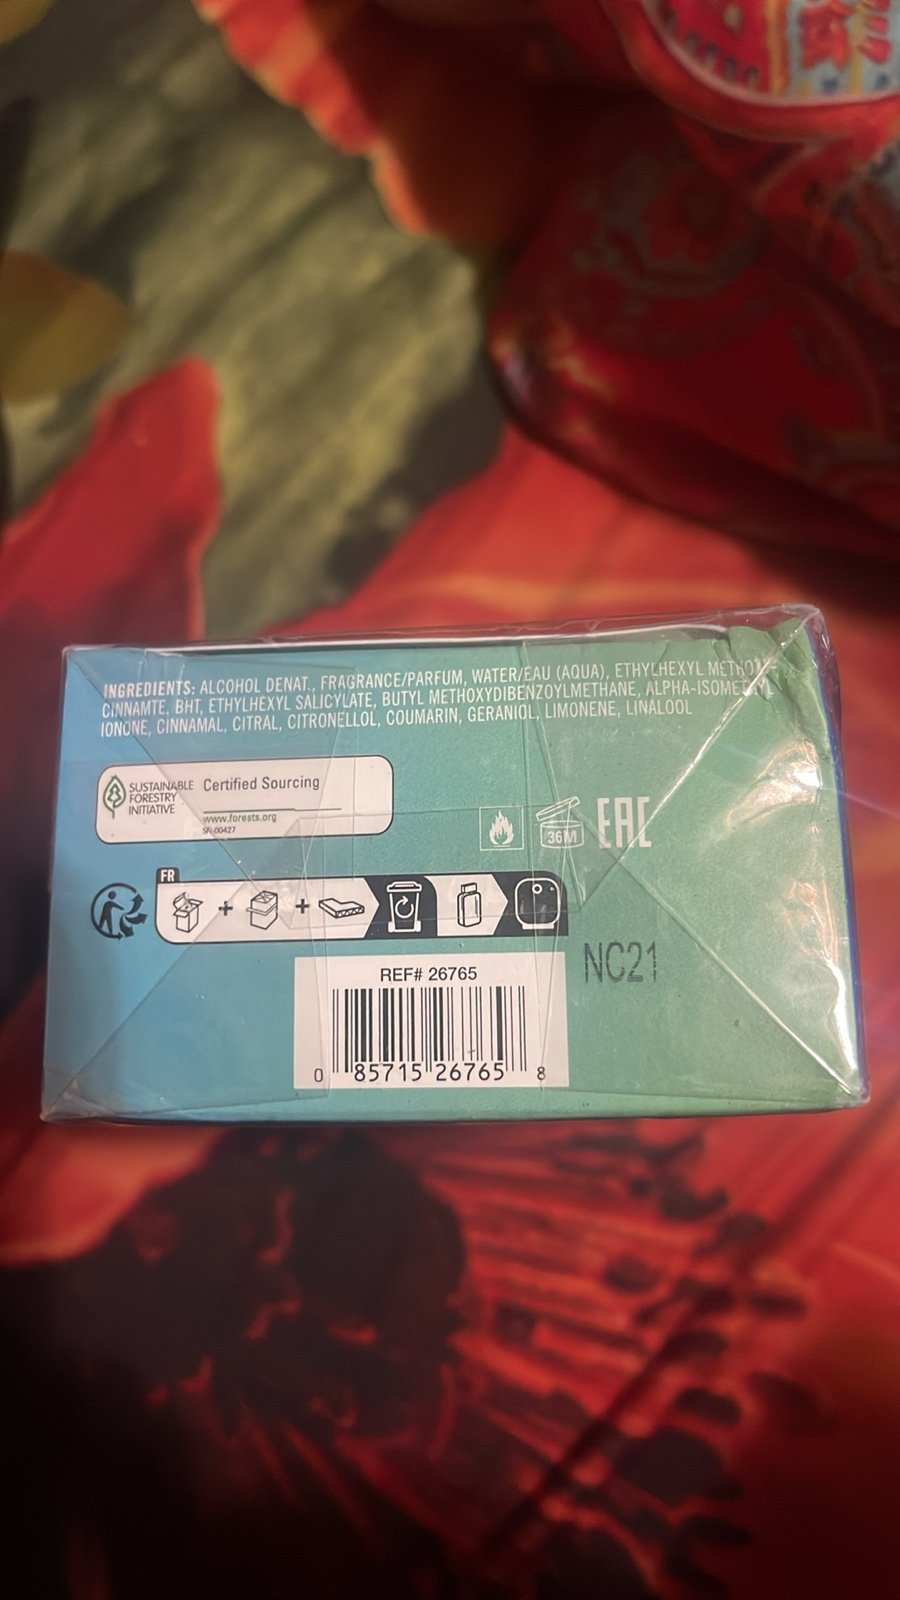 INGREDIENTS: ALCOHOL DENAT., FRAGRANCE/PARFUM, WATER/EAU (AQUA), ETHYLHEXYL METHOXY
CINNAMTE, BHT, ETHYLHEXYL SALICYLATE, BUTYL METHOXYDIBENZOYLMETHANE, ALPHA-ISOMETHYL
IONONE, CINNAMAL, CITRAL, CITRONELLOL, COUMARIN, GERANIOL, LIMONENE, LINALOOL
SUSTAINABLE
FORESTRY
INITIATIVE
Certified Sourcing
www.forests.org
SFI-00427
36M
EAC
FR
NC21
REF# 26765
0 85715 26765 8